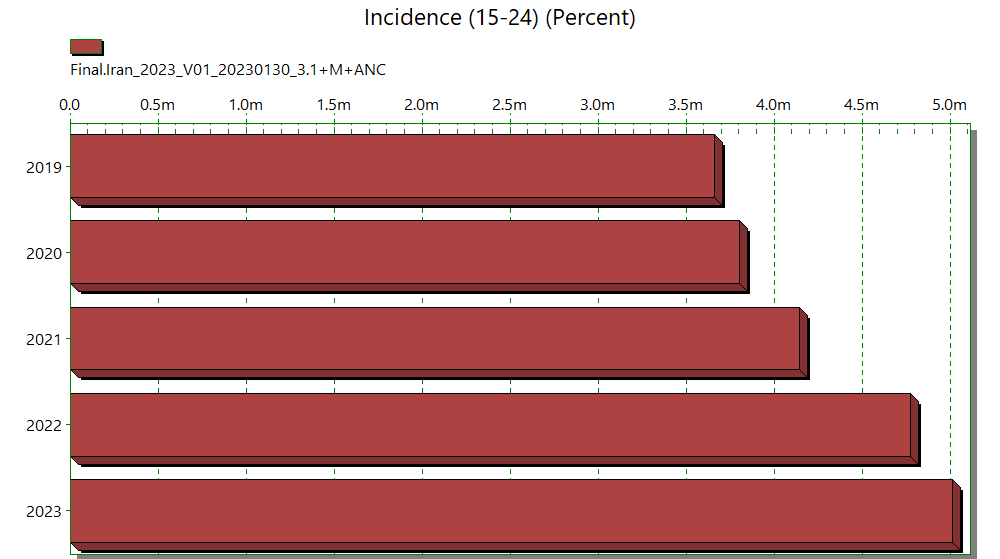 Incidence (15-24) (Percent)
Final.Iran_2023_V01_20230130_3.1+M+ANC
0.0 0.5m 1.0m 1.5m 2.0m 2.5m 3.0m 3.5m 4.0m 4.5m 5.0m
2019
2020
2021
2022
2023